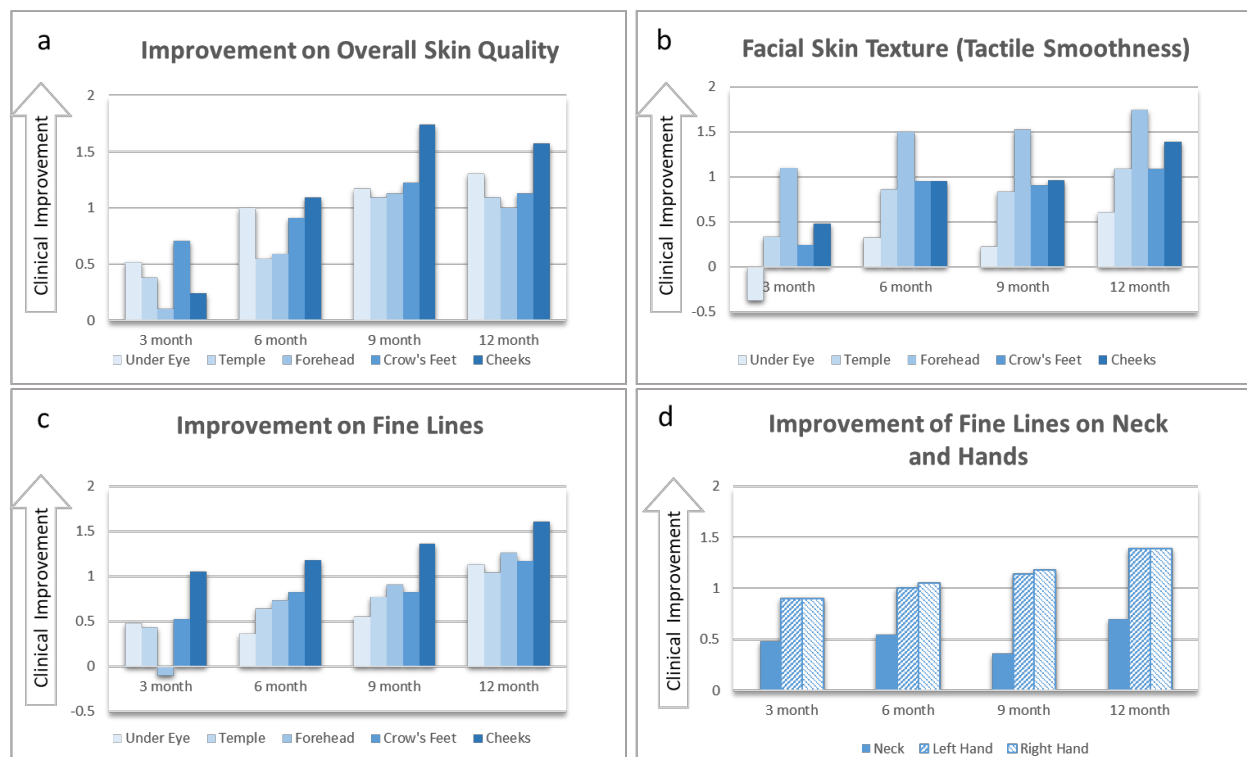 a
Improvement on Overall Skin Quality
Clinical Improvement
2
1.5
1
0.5
0
3 month 6 month 9 month 12 month
Under Eye Temple Forehead Crow's Feet Cheeks
b
Facial Skin Texture (Tactile Smoothness)
Clinical Improvement
2
1.5
1
0.5
0
-0.5
3 month 6 month 9 month 12 month
Under Eye Temple Forehead Crow's Feet Cheeks
c
Improvement on Fine Lines
Clinical Improvement
2
1.5
1
0.5
0
-0.5
3 month 6 month 9 month 12 month
Under Eye Temple Forehead Crow's Feet Cheeks
d
Improvement of Fine Lines on Neck
and Hands
Clinical Improvement
2
1.5
1
0.5
0
3 month 6 month 9 month 12 month
Neck Left Hand Right Hand